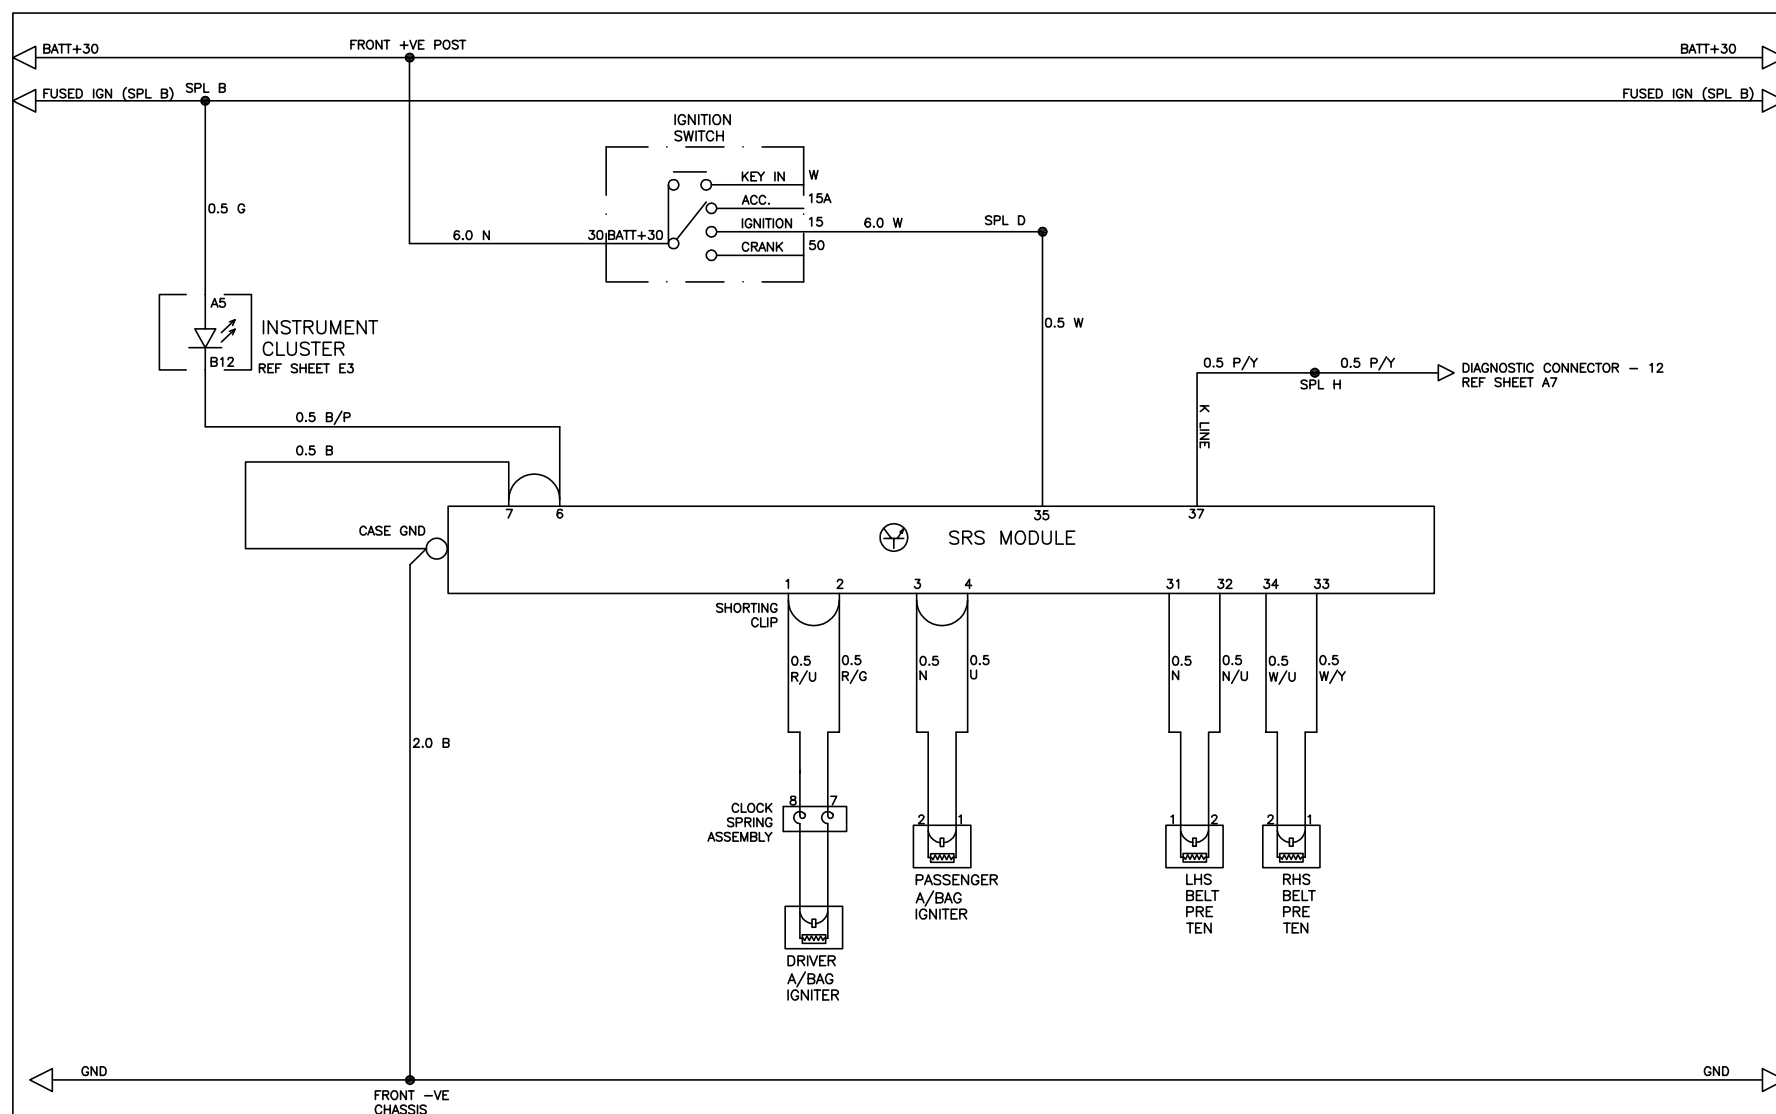 BATT+30
FRONT +VE POST
BATT+30
FUSED IGN (SPL B)
SPL B
FUSED IGN (SPL B)
IGNITION
SWITCH
KEY IN
W
ACC.
15A
IGNITION
15
CRANK
50
0.5 G
6.0 N
30
BATT+30
6.0 W
SPL D
A5
B12
INSTRUMENT
CLUSTER
REF SHEET E3
0.5 W
0.5 P/Y
SPL H
0.5 P/Y
DIAGNOSTIC CONNECTOR – 12
REF SHEET A7
K LINE
0.5 B/P
0.5 B
7
6
35
37
CASE GND
SRS MODULE
1
2
3
4
31
32
34
33
SHORTING
CLIP
0.5
R/U
0.5
R/G
0.5
N
0.5
U
0.5
N
0.5
N/U
0.5
W/U
0.5
W/Y
2.0 B
CLOCK
SPRING
ASSEMBLY
8
7
2
1
1
2
2
1
PASSENGER
A/BAG
IGNITER
LHS
BELT
PRE
TEN
RHS
BELT
PRE
TEN
DRIVER
A/BAG
IGNITER
GND
FRONT –VE
CHASSIS
GND